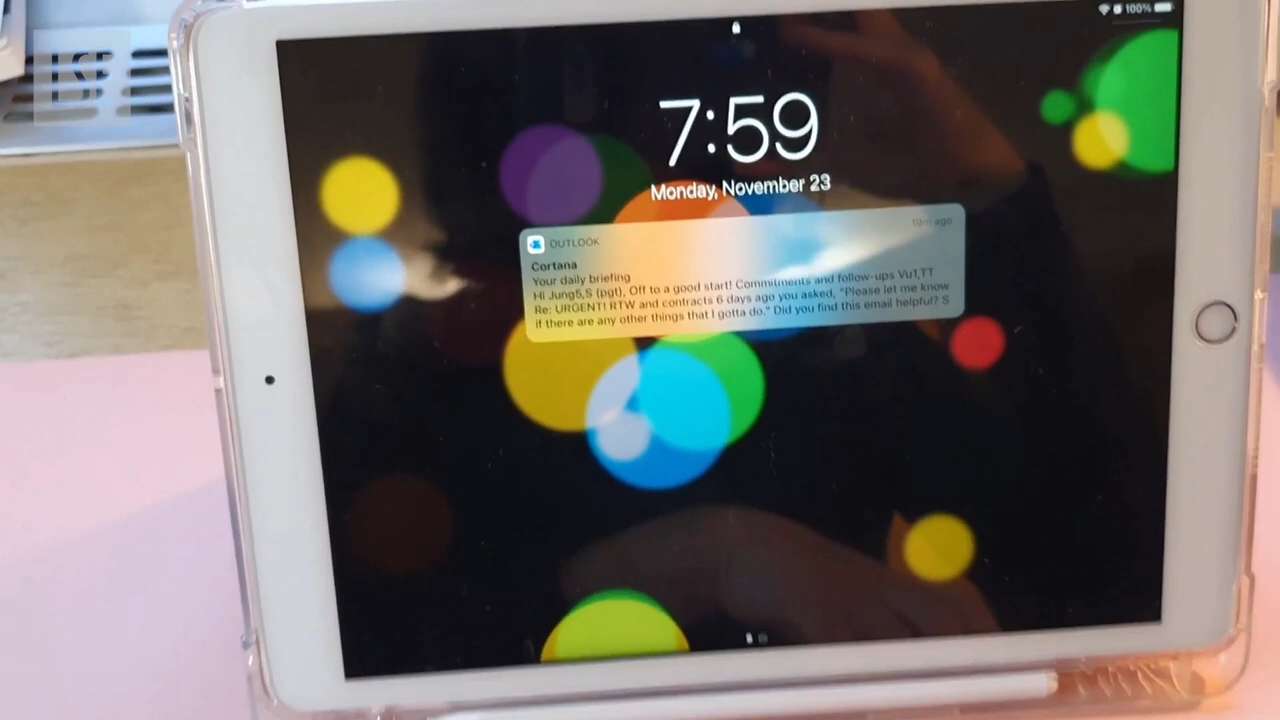 100%
7:59
Monday, November 23
OUTLOOK
19m ago
Cortana
Your daily briefing
Hi Jung5,S (pgt), Off to a good start! Commitments and follow-ups Vu1,TT
Re: URGENT! RTW and contracts 6 days ago you asked, "Please let me know
if there are any other things that I gotta do." Did you find this email helpful? S